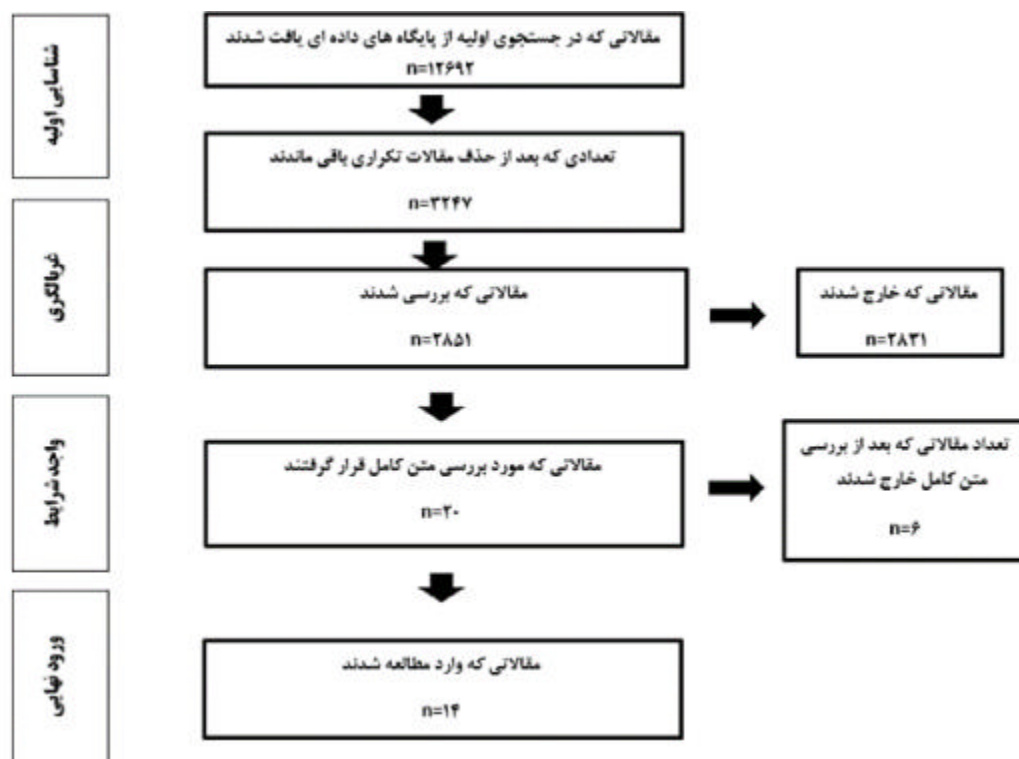 شناسایی اولیه
مقالاتی که در جستجوی اولیه از پایگاه های داده ای یافت شدند
n=۱۲۶۹۲
تعدادی که بعد از حذف مقالات تکراری باقی ماندند
n=۳۲۴۷
غربالگری
مقالاتی که بررسی شدند
n=۲۸۵۱
مقالاتی که خارج شدند
n=۲۸۳۱
واجد شرایط
مقالاتی که مورد بررسی متن کامل قرار گرفتند
n=۲۰
تعداد مقالاتی که بعد از بررسی
متن کامل خارج شدند
n=۶
ورود نهایی
مقالاتی که وارد مطالعه شدند
n=۱۴